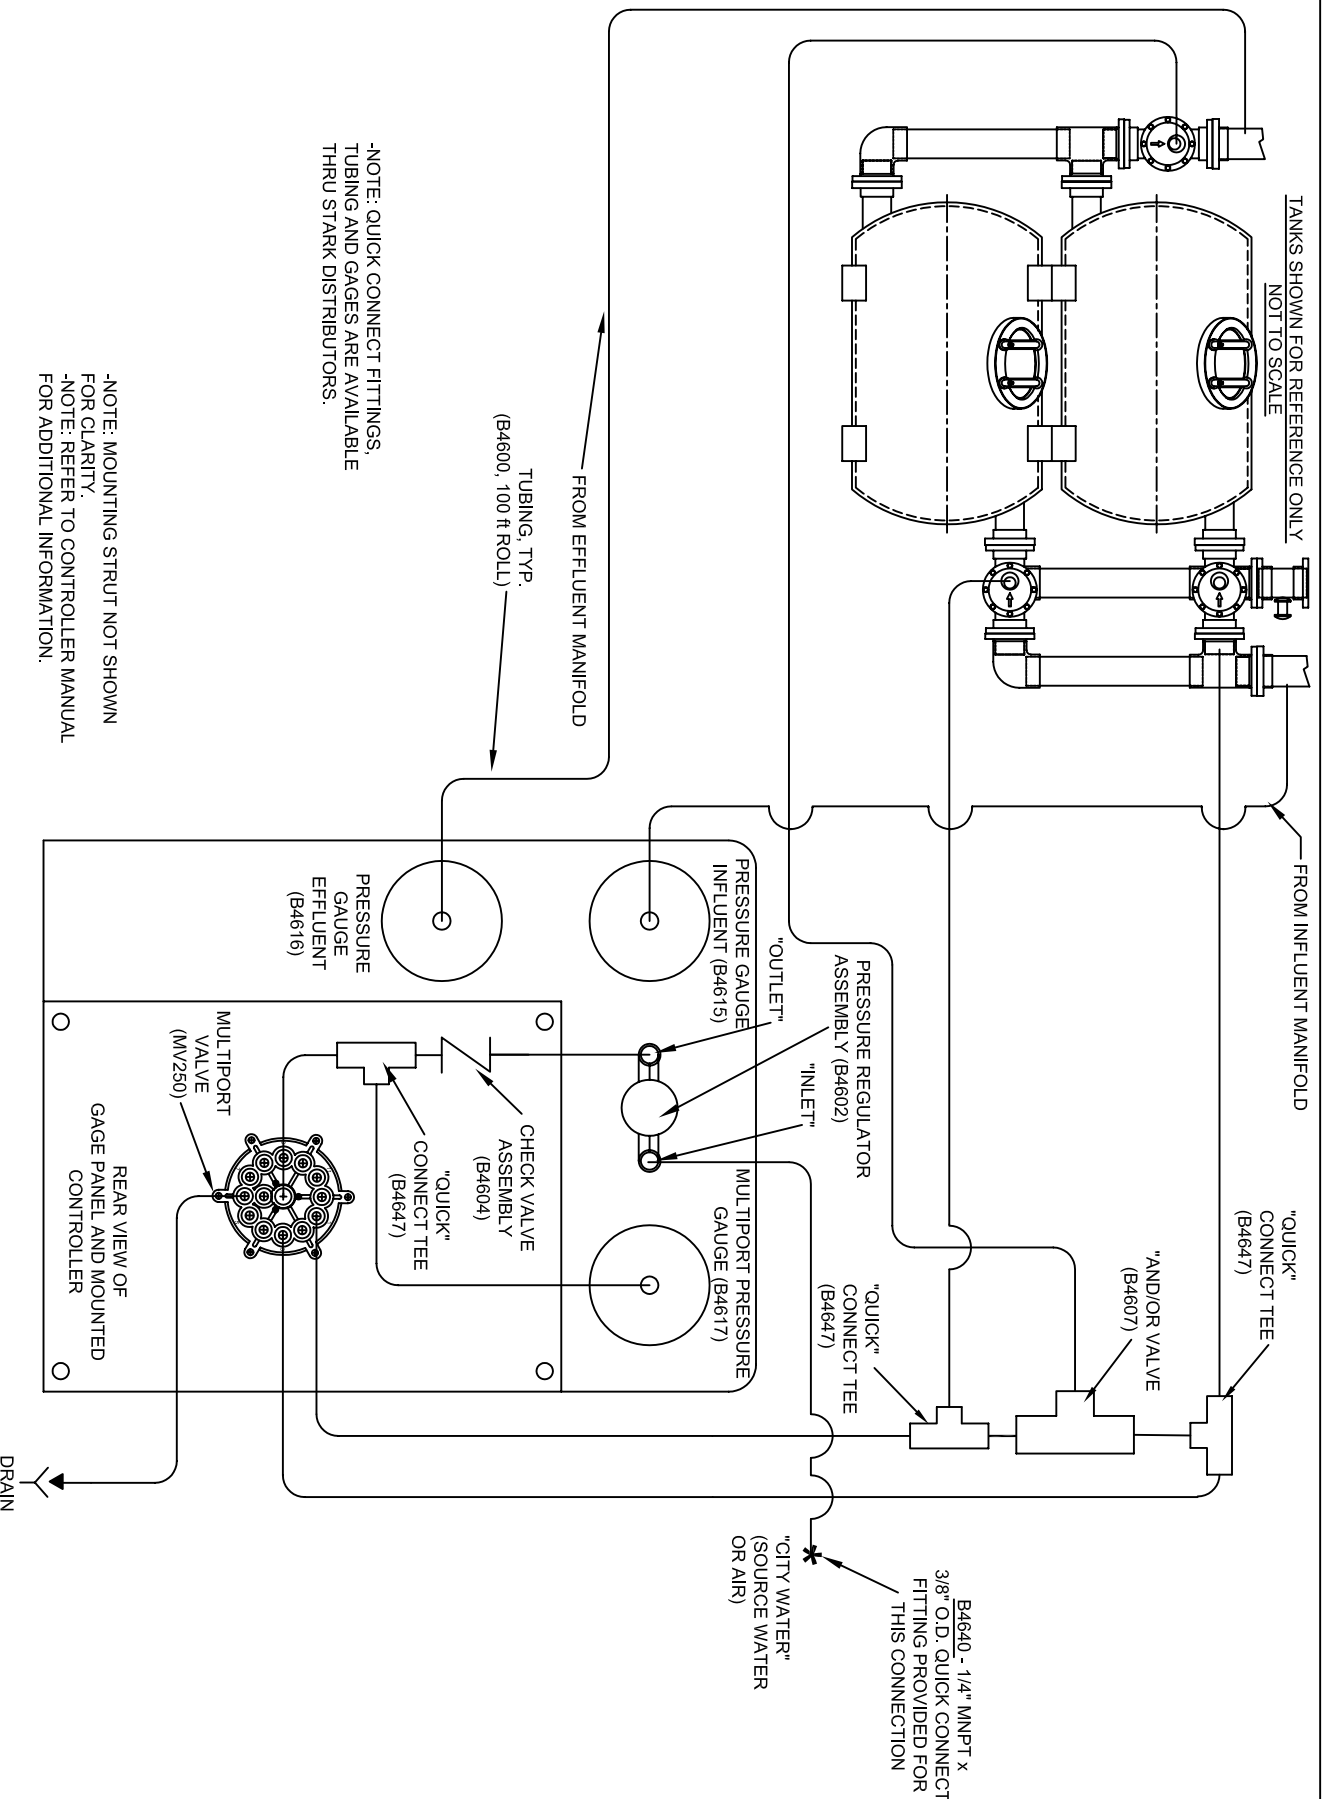 TANKS SHOWN FOR REFERENCE ONLY
NOT TO SCALE
FROM INFLUENT MANIFOLD
"QUICK"
CONNECT TEE
(B4647)
"AND/OR VALVE
(B4607)
B4640 - 1/4" MNPT x
3/8" O.D. QUICK CONNECT
FITTING PROVIDED FOR
THIS CONNECTION
"QUICK"
CONNECT TEE
(B4647)
PRESSURE REGULATOR
ASSEMBLY (B4602)
"INLET"
"OUTLET"
"CITY WATER"
(SOURCE WATER
OR AIR)
PRESSURE GAUGE
INFLUENT (B4615)
MULTIPORT PRESSURE
GAUGE (B4617)
FROM EFFLUENT MANIFOLD
TUBING, TYP.
(B4600, 100 ft ROLL)
CHECK VALVE
ASSEMBLY
(B4604)
"QUICK"
CONNECT TEE
(B4647)
-NOTE: QUICK CONNECT FITTINGS,
TUBING AND GAGES ARE AVAILABLE
THRU STARK DISTRIBUTORS.
PRESSURE
GAUGE
EFFLUENT
(B4616)
MULTIPORT
VALVE
(MV250)
REAR VIEW OF
GAGE PANEL AND MOUNTED
CONTROLLER
-NOTE: MOUNTING STRUT NOT SHOWN
FOR CLARITY.
-NOTE: REFER TO CONTROLLER MANUAL
FOR ADDITIONAL INFORMATION.
DRAIN